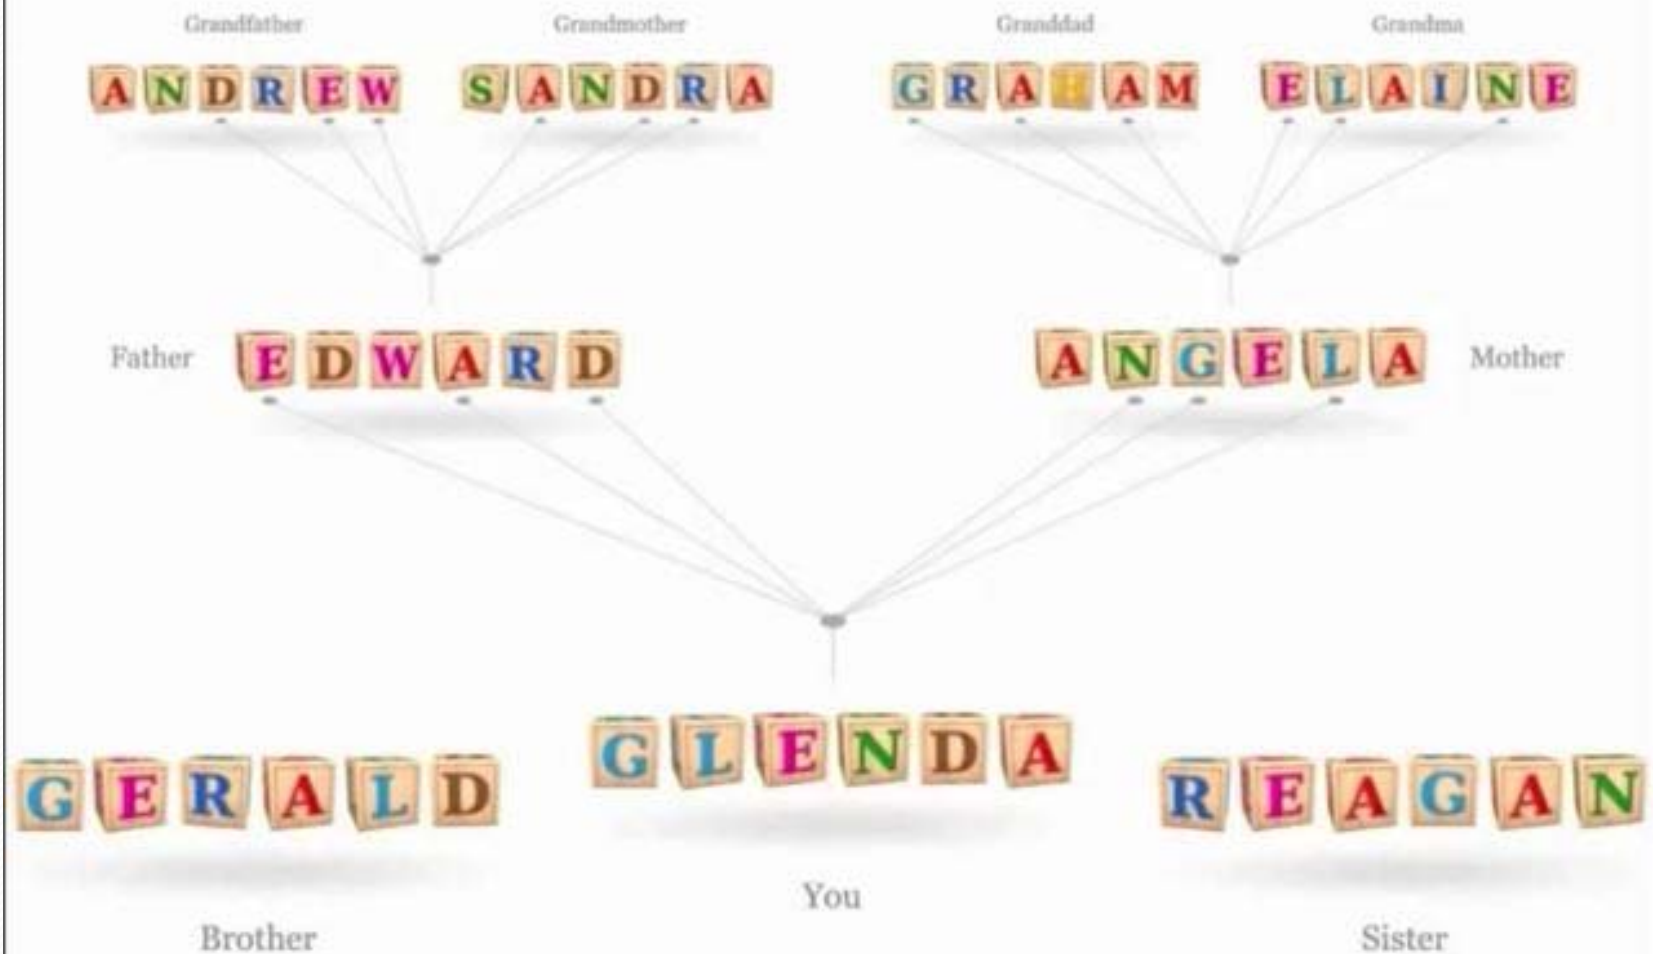 Grandfather Grandmother Granddad Grandma
ANDREW SANDRA GRAHAM ELAINE
Father EDWARD ANGELA Mother
GLENDA
GERALD REAGAN
You
Brother Sister